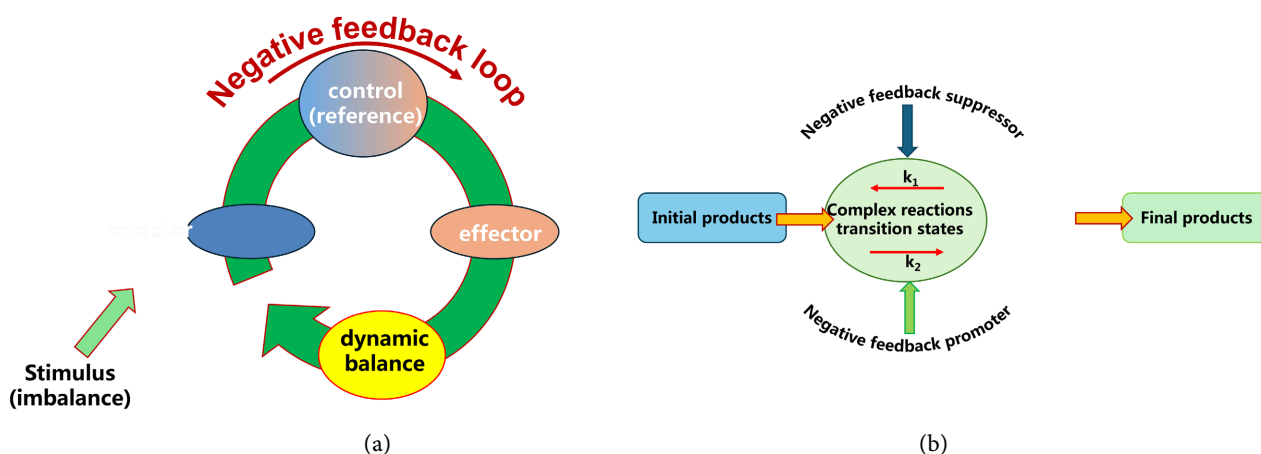 Negative feedback loop
control
(reference)
receptor
effector
dynamic
balance
Stimulus
(imbalance)
(a)
Negative feedback suppressor
k1
Initial products
Complex reactions
transition states
Final products
k2
Negative feedback promoter
(b)